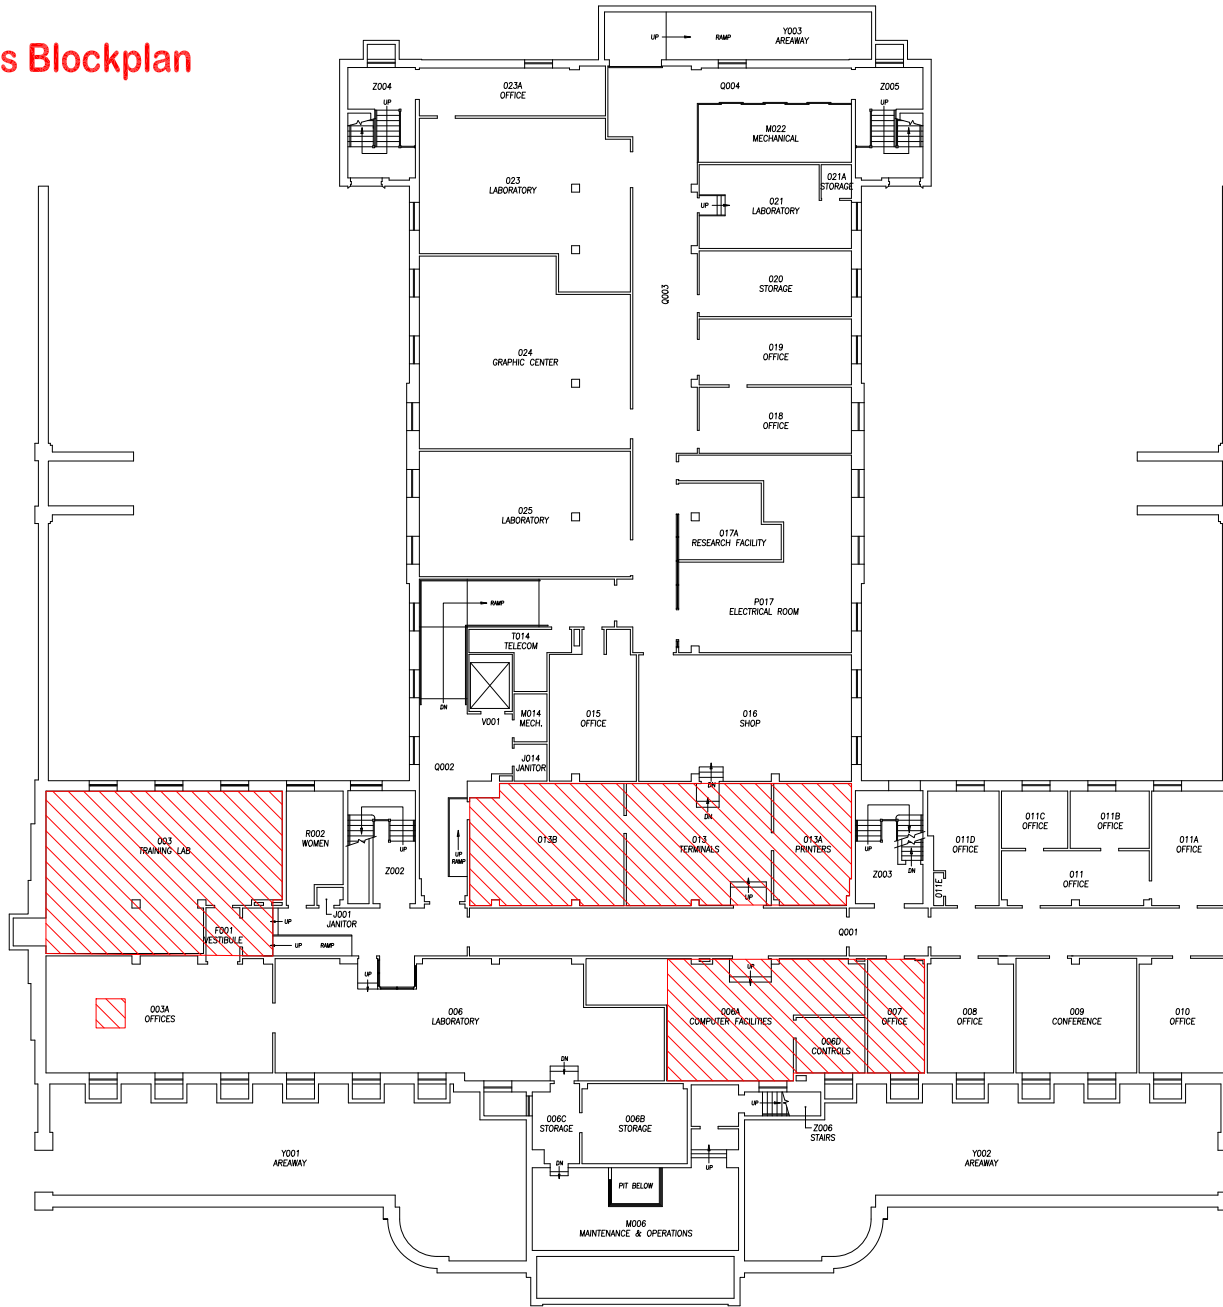 s Blockplan
Y003
AREAWAY
UP
RAMP
Z004
UP
023A
OFFICE
Q004
Z005
UP
M022
MECHANICAL
023
LABORATORY
021A
STORAGE
021
LABORATORY
UP
020
STORAGE
Q003
024
GRAPHIC CENTER
019
OFFICE
018
OFFICE
025
LABORATORY
017A
RESEARCH FACILITY
P017
ELECTRICAL ROOM
RAMP
T014
TELECOM
DN
V001
M014
MECH.
015
OFFICE
016
SHOP
J014
JANITOR
Q002
DN
DN
003
TRAINING LAB
R002
WOMEN
UP
Z002
UP
RAMP
013B
013
TERMINALS
013A
PRINTERS
UP
UP
DN
Z003
011D
OFFICE
011E
011C
OFFICE
011B
OFFICE
011A
OFFICE
011
OFFICE
J001
JANITOR
F001
VESTIBULE
UP
UP
RAMP
Q001
UP
UP
003A
OFFICES
006
LABORATORY
006A
COMPUTER FACILITIES
006D
CONTROLS
007
OFFICE
008
OFFICE
009
CONFERENCE
010
OFFICE
DN
006C
STORAGE
006B
STORAGE
UP
Z006
STAIRS
Y001
AREAWAY
DN
UP
Y002
AREAWAY
PIT BELOW
M006
MAINTENANCE & OPERATIONS